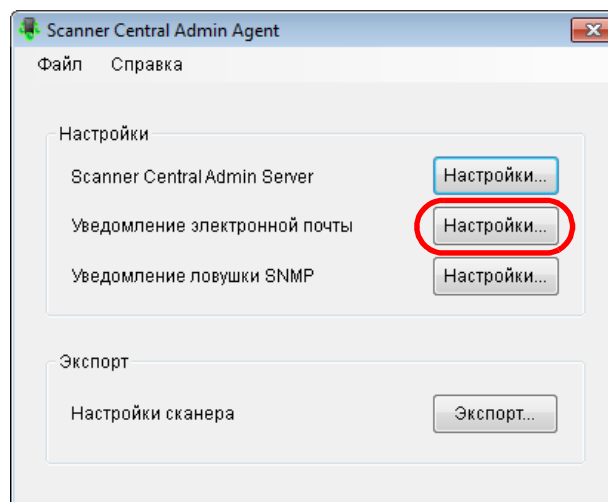 Scanner Central Admin Agent
Файл Справка
Настройки
Scanner Central Admin Server Настройки...
Уведомление электронной почты Настройки...
Уведомление ловушки SNMP Настройки...
Экспорт
Настройки сканера Экспорт...